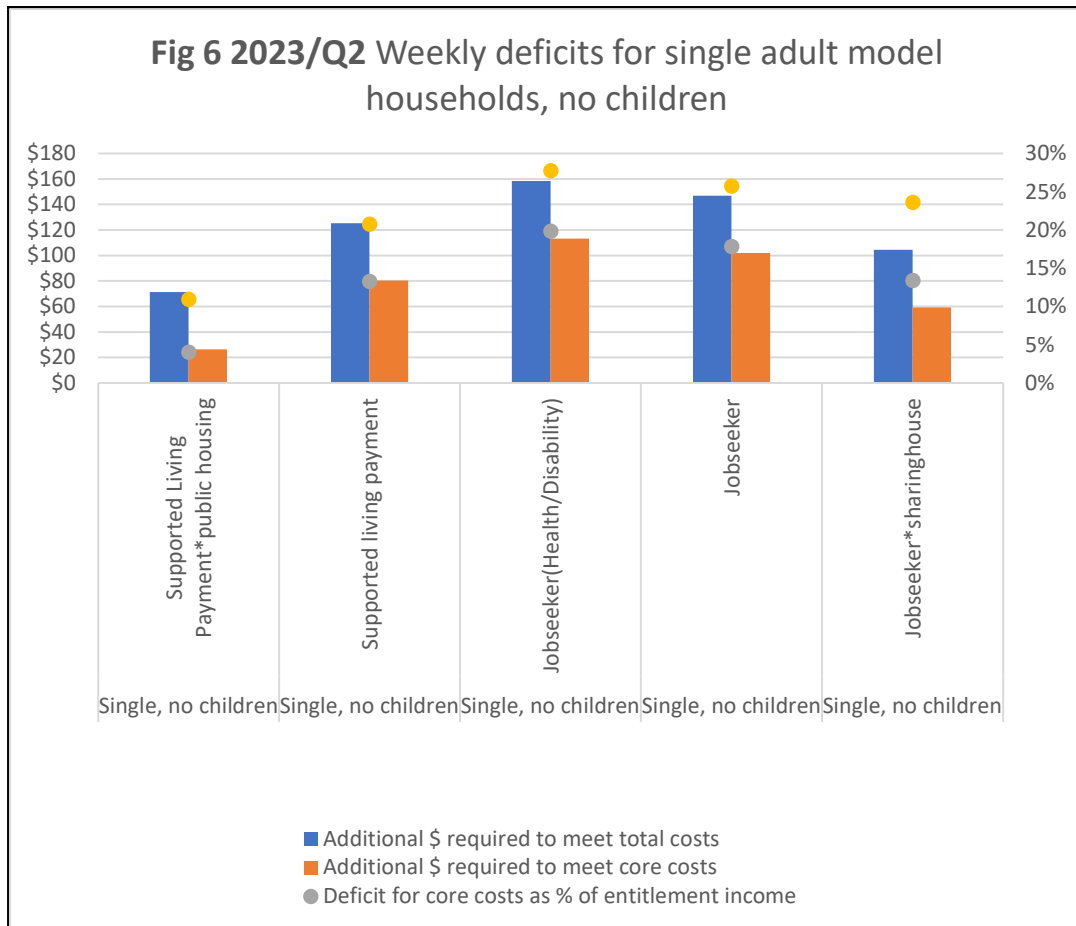 Fig 6 2023/Q2 Weekly deficits for single adult model
households, no children
$180
$160
$140
$120
$100
$80
$60
$40
$20
$0
30%
25%
20%
15%
10%
5%
0%
Supported Living
Payment*public housing
Supported living payment
Jobseeker(Health/Disability)
Jobseeker
Jobseeker*sharinghouse
Single, no children
Single, no children
Single, no children
Single, no children
Single, no children
Additional $ required to meet total costs
Additional $ required to meet core costs
Deficit for core costs as % of entitlement income